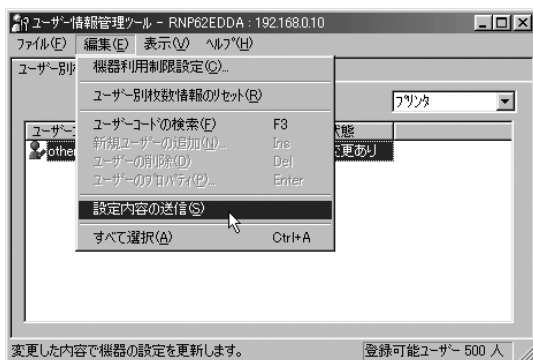 ユーザー情報管理ツール - RNP62EDDA : 192.168.0.10
ファイル(F) 編集(E) 表示(V) ヘルプ(H)
ユーザー別
機器利用制限設定(C)...
ユーザー別枚数情報のリセット(R)
プリンタ
ユーザーコードの検索(F) F3
ユーザー
状態
新規ユーザーの追加(N)... Ins
othe
変更あり
ユーザーの削除(D) Del
ユーザーのプロパティ(P)... Enter
設定内容の送信(S)
すべて選択(A) Ctrl+A
変更した内容で機器の設定を更新します。 登録可能ユーザー 500 人